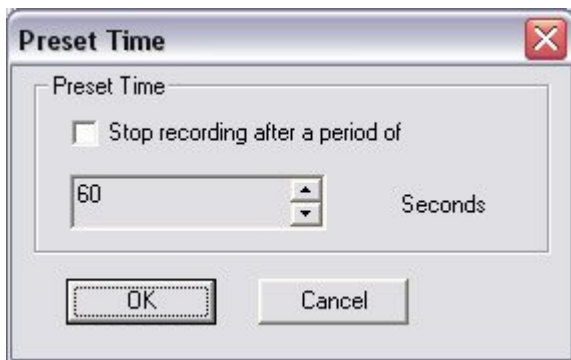 Preset Time
Preset Time
Stop recording after a period of
60
Seconds
OK
Cancel